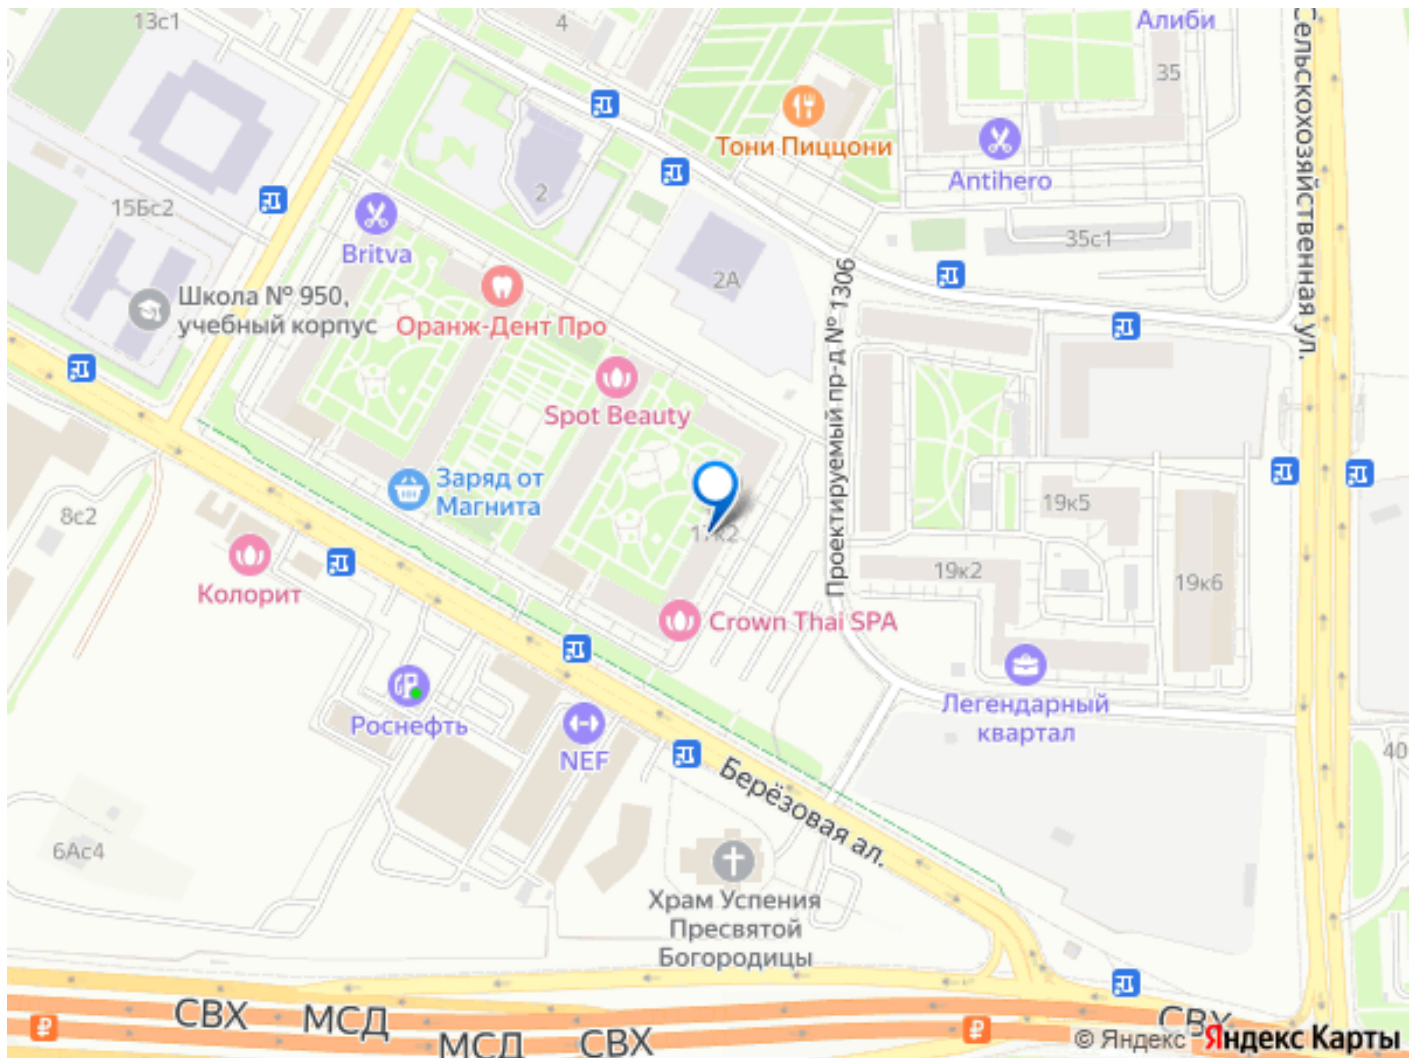 13с1
4
Алиби
35
Сельскохозяйственная ул.
Тони Пиццони
Antihero
2
15Бс2
Britva
35с1
2А
Школа № 950,
учебный корпус
Оранж-Дент Про
Проектируемый пр-д № 1306
Spot Beauty
Заряд от
Магнита
8с2
17к2
19к5
19к2
19к6
Колорит
Crown Thai SPA
Роснефть
NEF
Легендарный
квартал
40
Берёзовая ал.
6Ас4
Храм Успения
Пресвятой
Богородицы
СВХ
МСД
МСД
СВХ
СВХ
© Яндекс
Яндекс Карты